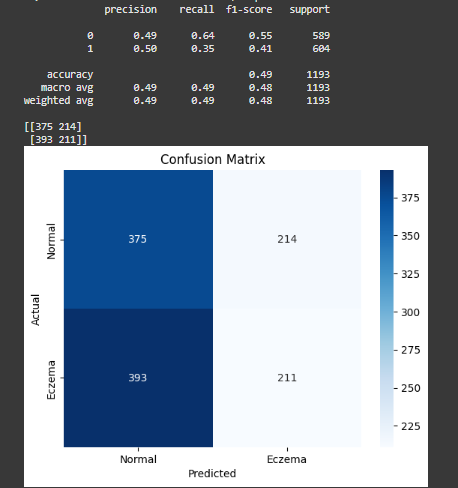 precision recall f1-score support
0 0.49 0.64 0.55 589
1 0.50 0.35 0.41 604
accuracy 0.49 1193
macro avg 0.49 0.49 0.48 1193
weighted avg 0.49 0.49 0.48 1193
[[375 214]
[393 211]]
Confusion Matrix
Normal
375
214
Actual
Eczema
393
211
Normal
Eczema
Predicted
375
350
325
300
275
250
225